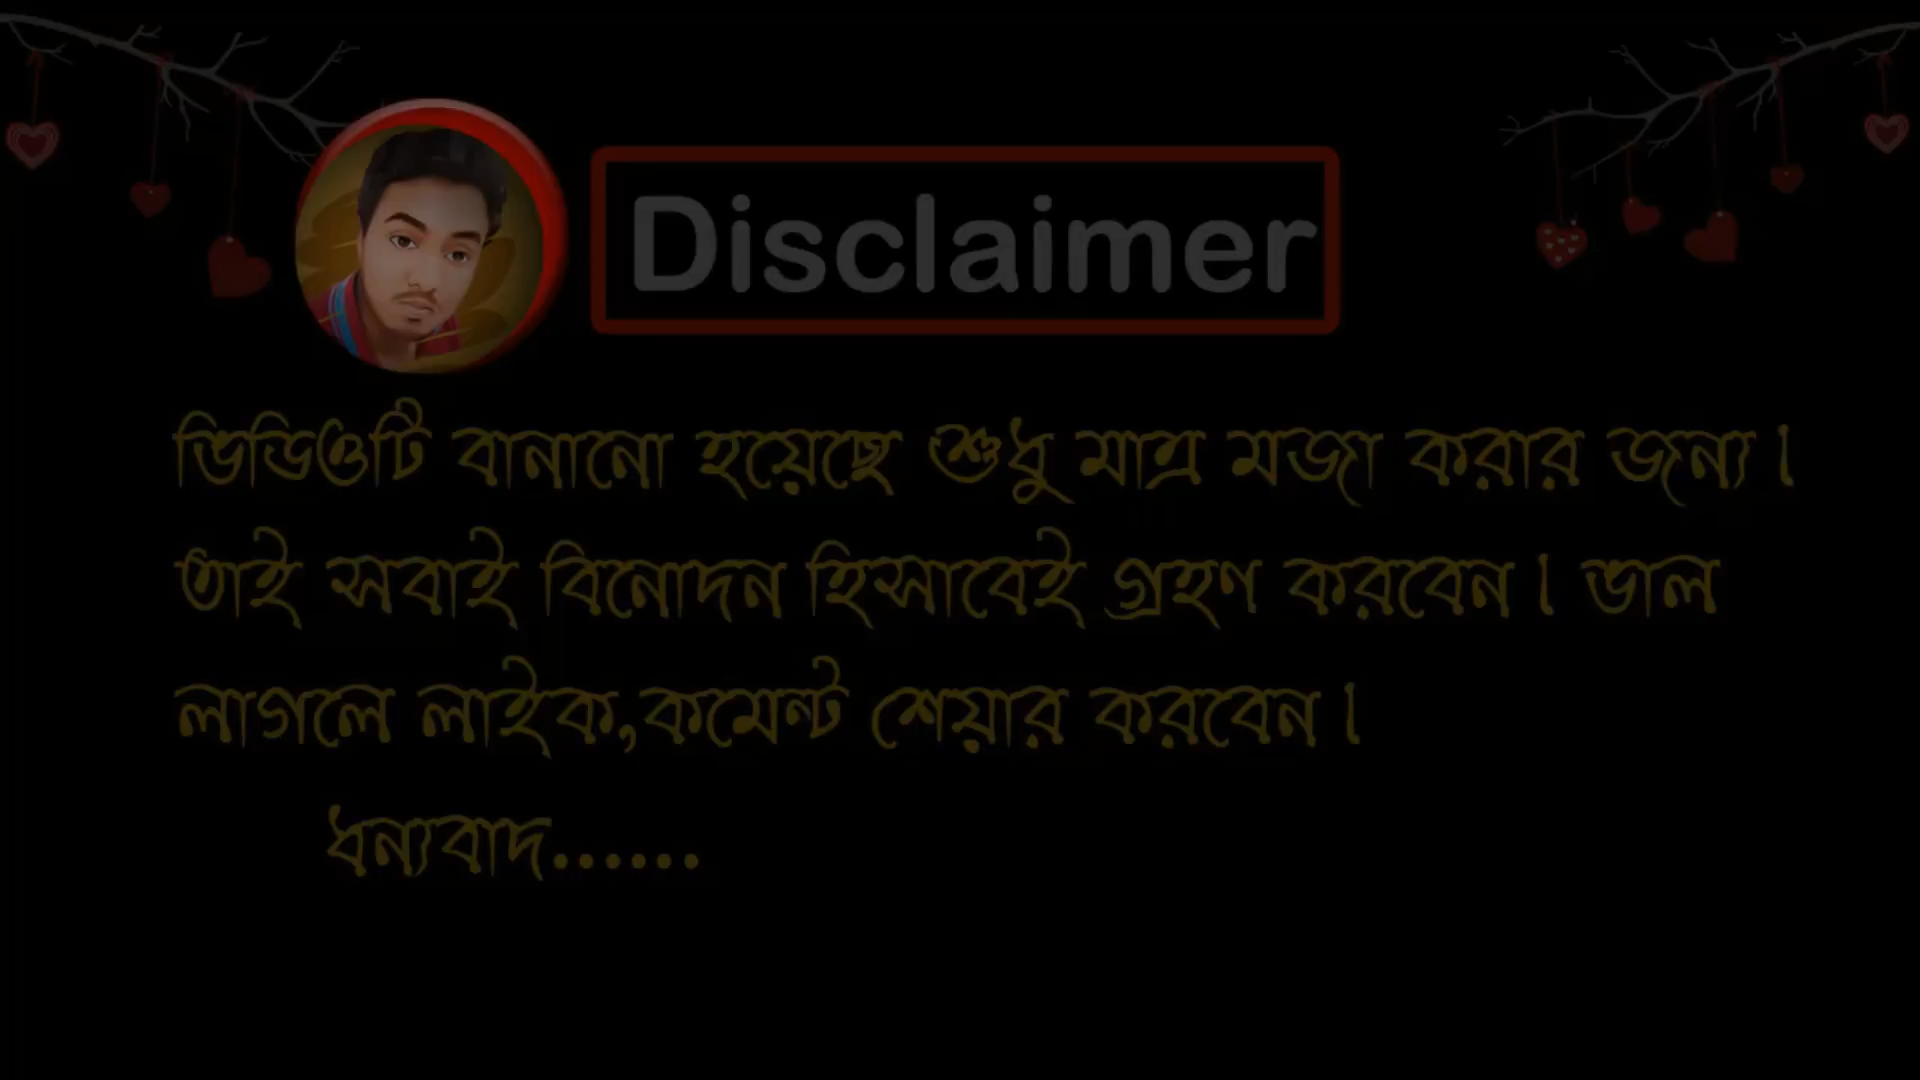 Disclaimer
ভিডিওটি বানানো হয়েছে শুধু মাত্র মজা করার জন্য।
তাই সবাই বিনোদন হিসাবেই গ্রহণ করবেন। ভাল
লাগলে লাইক,কমেন্ট শেয়ার করবেন।
ধন্যবাদ......